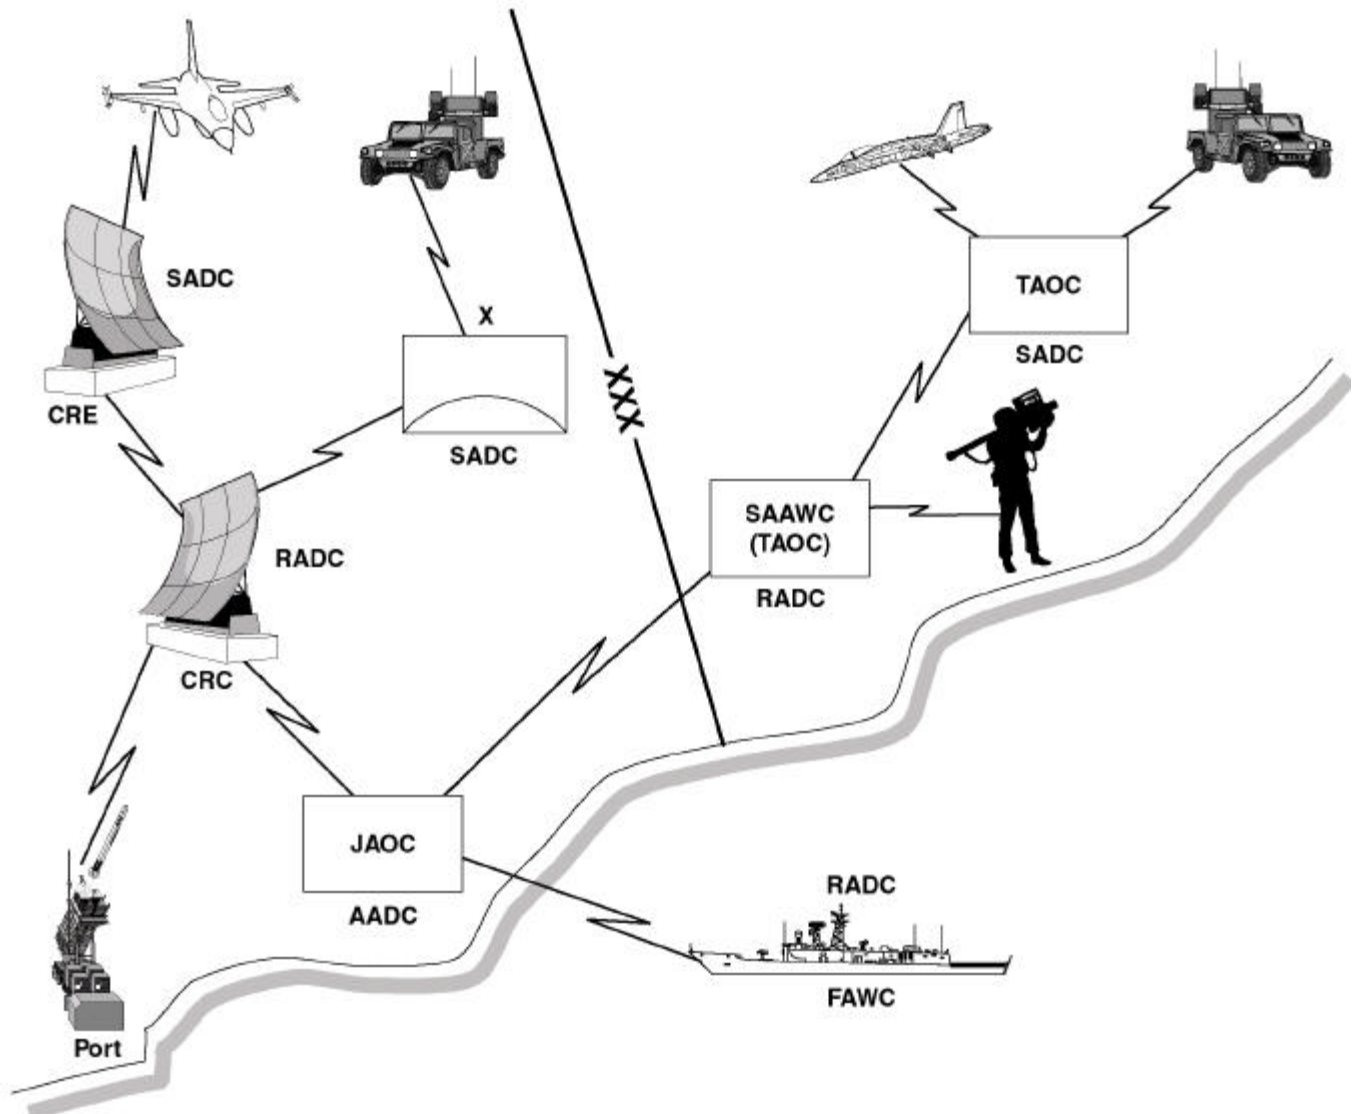 SADC
TAOC
SADC
X
XXX
CRE
SADC
SAAWC
(TAOC)
RADC
RADC
CRC
JAOC
AADC
RADC
FAWC
Port